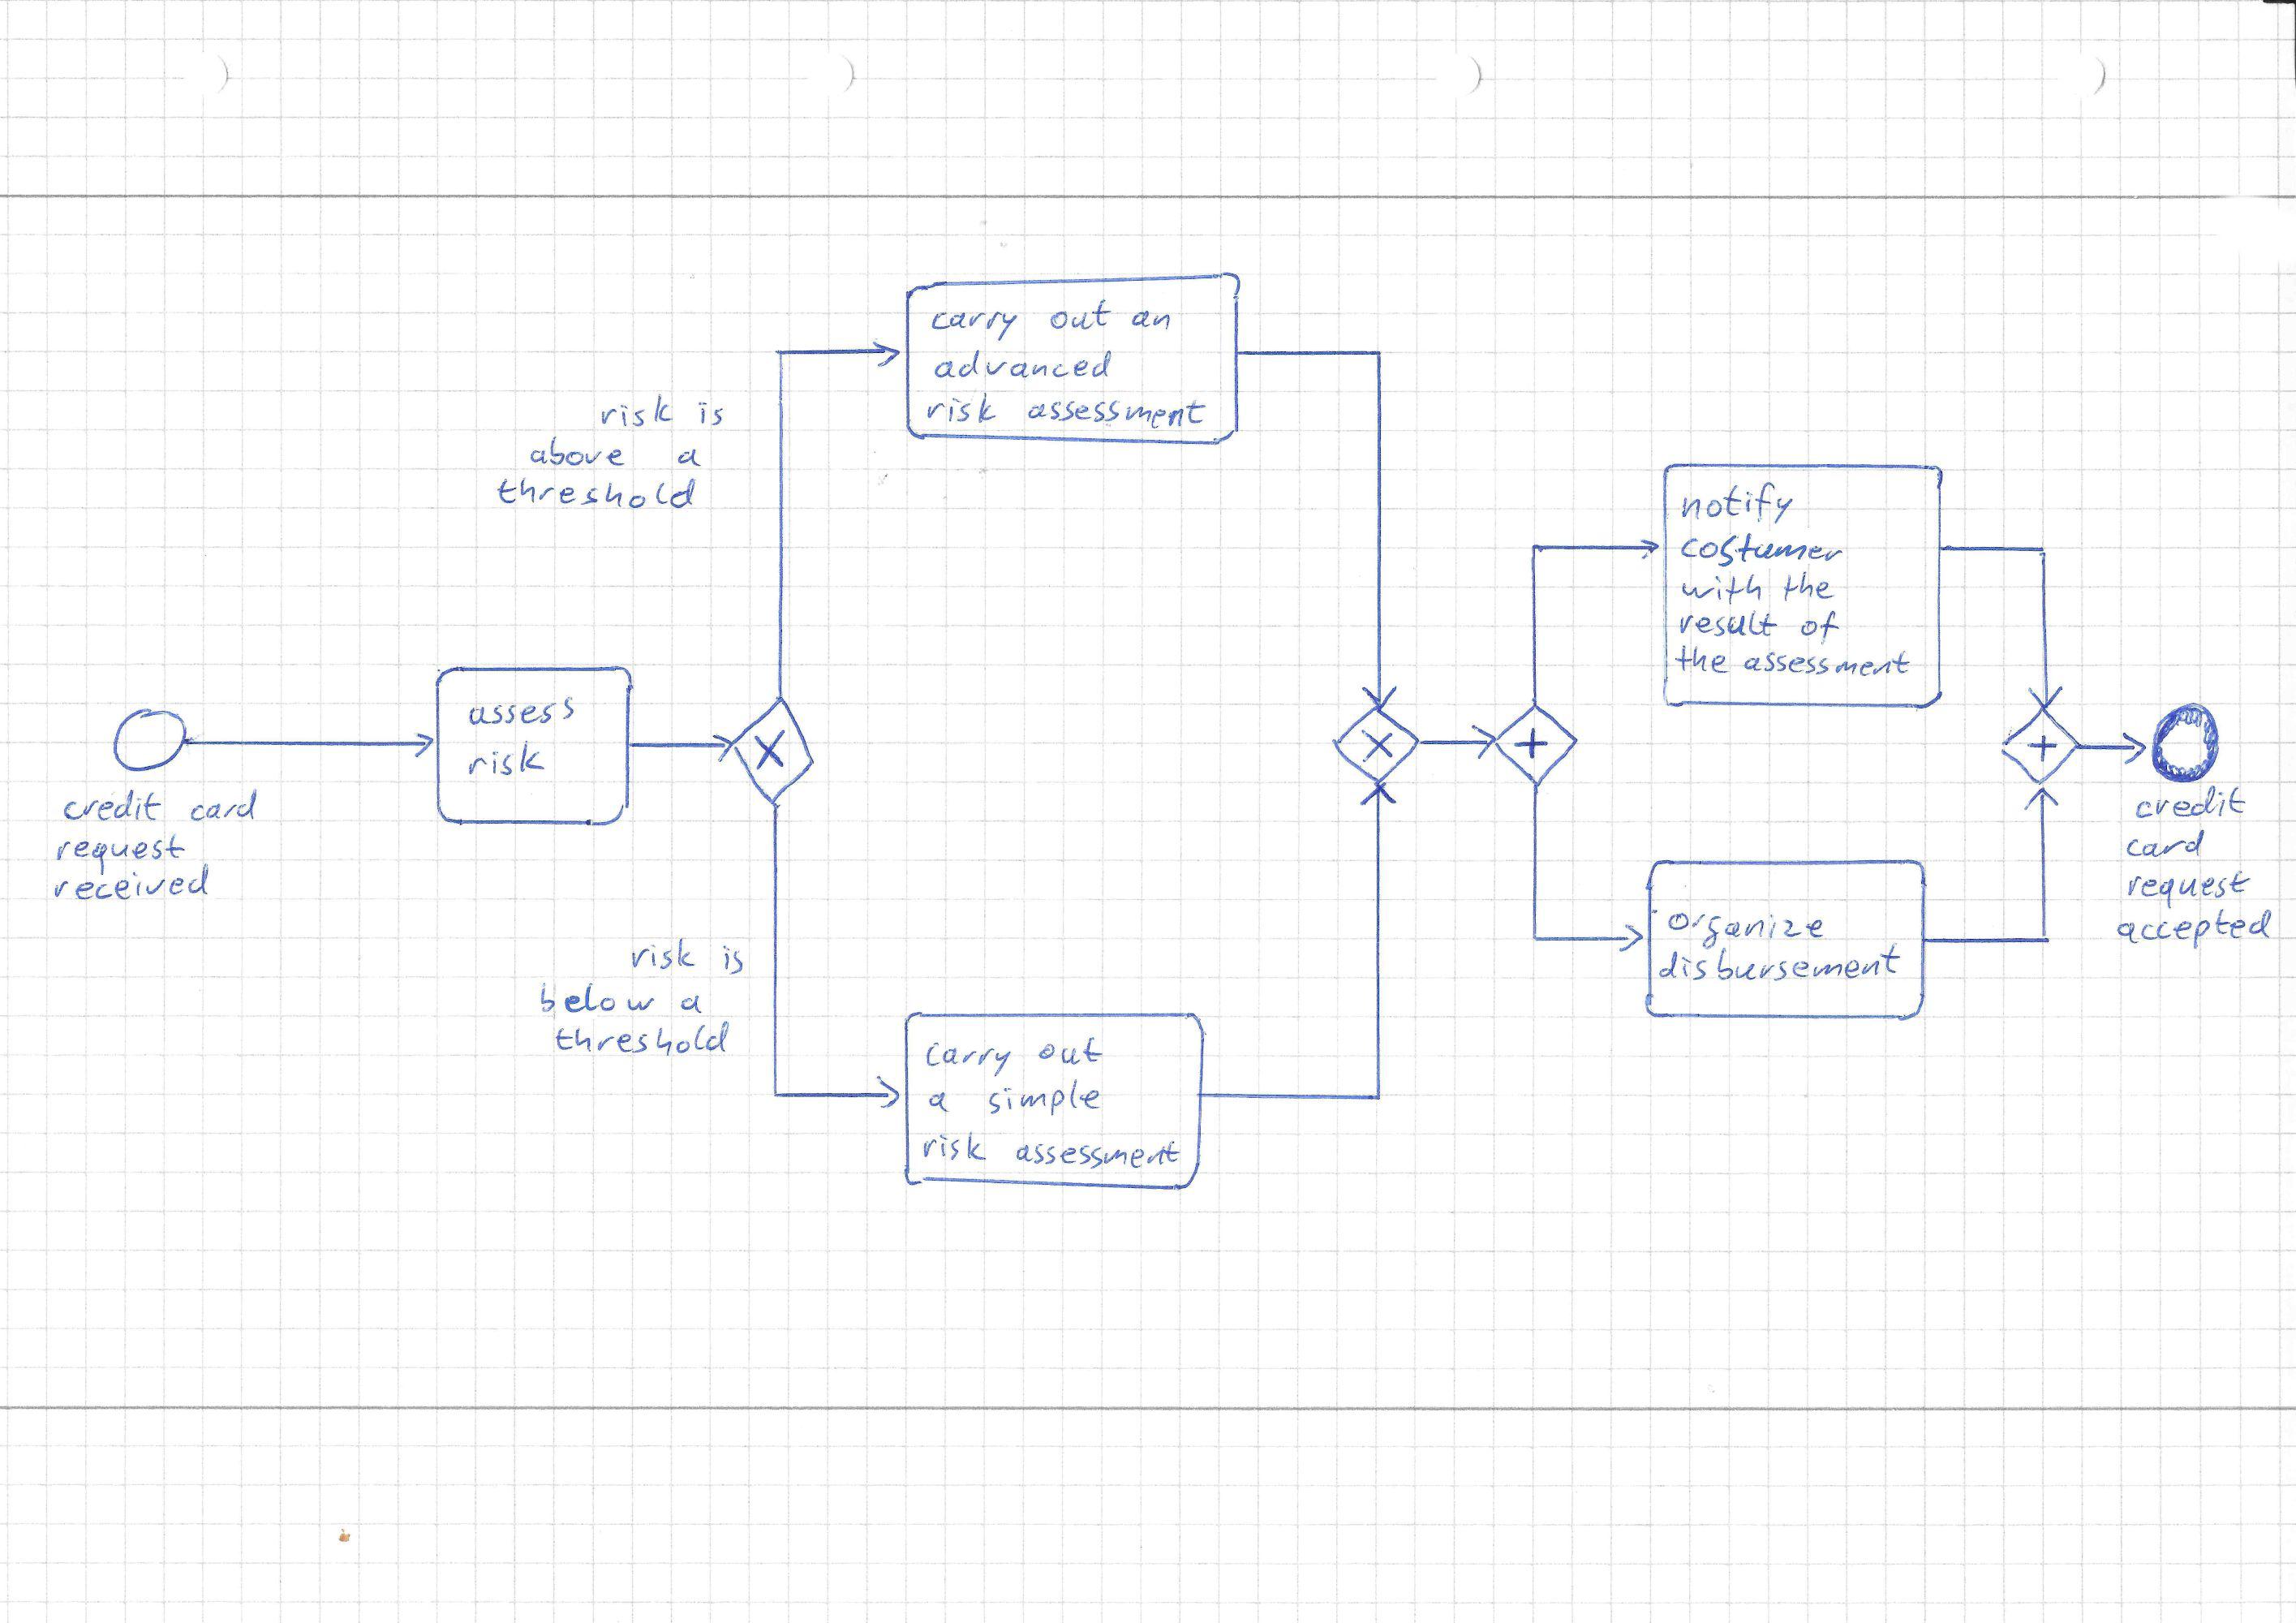 credit card
request
received
assess
risk
risk is
above a
threshold
risk is
below a
threshold
carry out an
advanced
risk assessment
carry out
a simple
risk assessment
notify
costumer
with the
result of
the assessment
organize
disbursement
credit
card
request
accepted